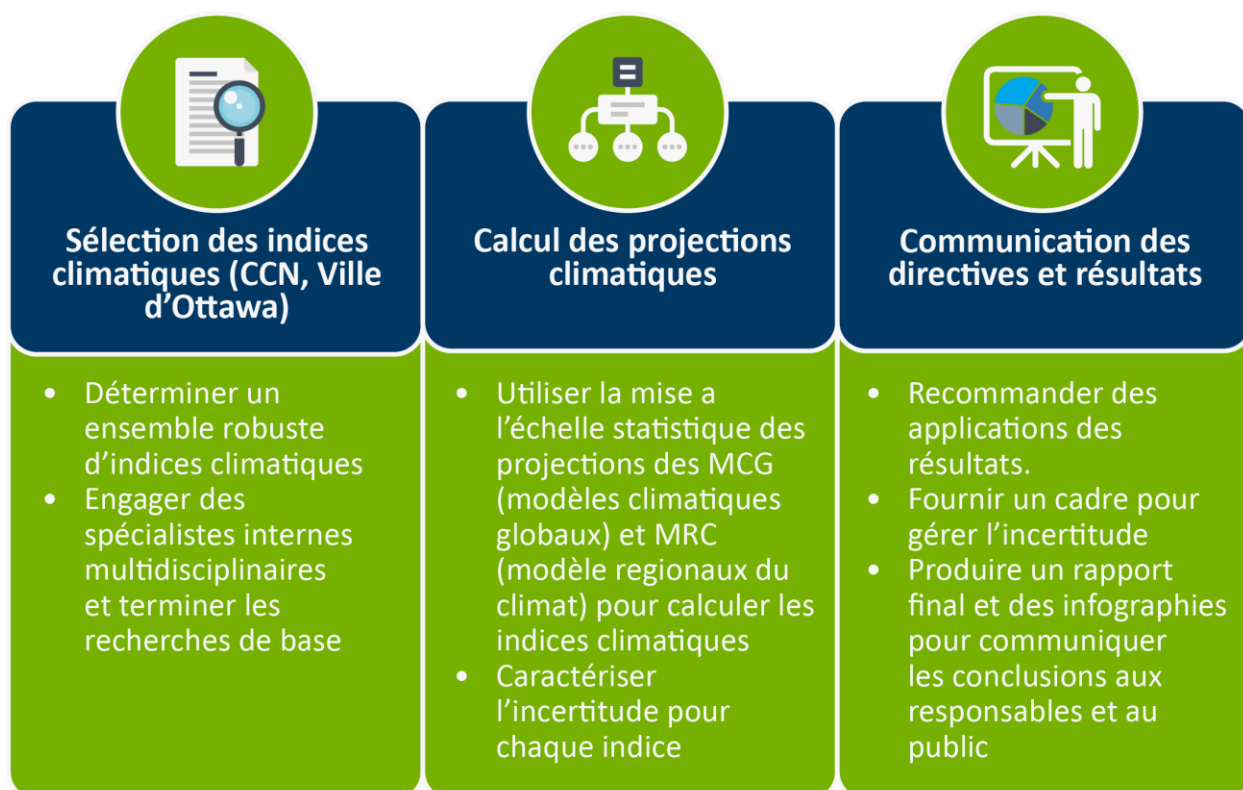 Sélection des indices
climatiques (CCN, Ville
d’Ottawa)
• Déterminer un
ensemble robuste
d’indices climatiques
• Engager des
spécialistes internes
multidisciplinaires
et terminer les
recherches de base
Calcul des projections
climatiques
• Utiliser la mise a
l’échelle statistique des
projections des MCG
(modèles climatiques
globaux) et MRC
(modèle regionaux du
climat) pour calculer les
indices climatiques
• Caractériser
l’incertitude pour
chaque indice
Communication des
directives et résultats
• Recommander des
applications des
résultats.
• Fournir un cadre pour
gérer l’incertitude
• Produire un rapport
final et des infographies
pour communiquer
les conclusions aux
responsables et au
public